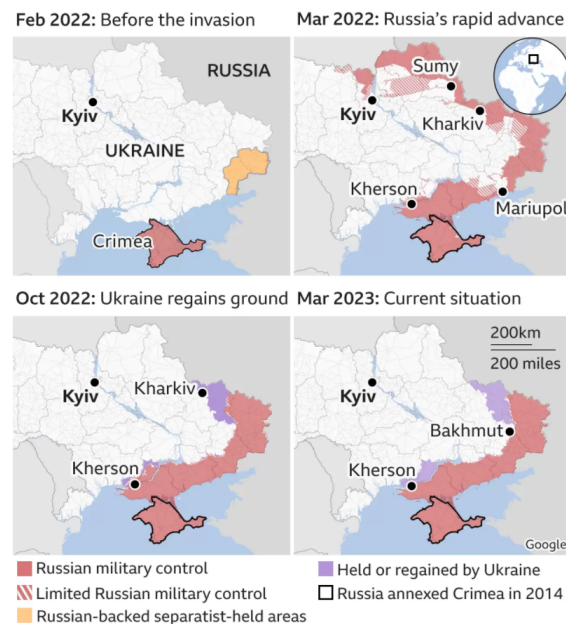 Feb 2022: Before the invasion
RUSSIA
Kyiv
UKRAINE
Crimea
Mar 2022: Russia's rapid advance
Sumy
Kyiv
Kharkiv
Kherson
Mariupol
Oct 2022: Ukraine regains ground
Kyiv
Kharkiv
Kherson
Mar 2023: Current situation
200km
200 miles
Kyiv
Bakhmut
Kherson
Google
Russian military control
Limited Russian military control
Russian-backed separatist-held areas
Held or regained by Ukraine
Russia annexed Crimea in 2014